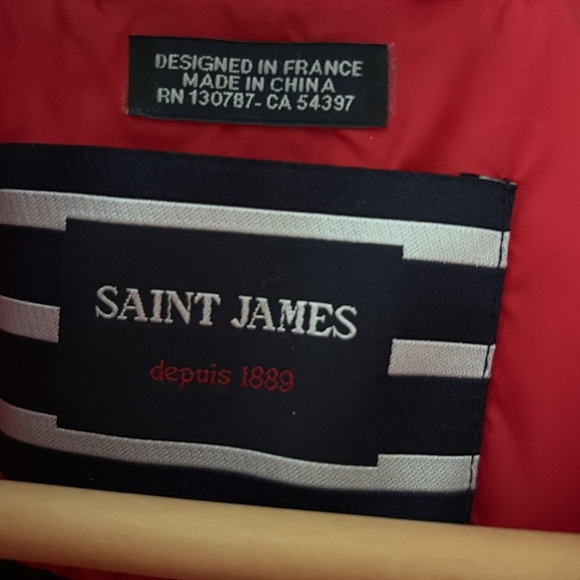 DESIGNED IN FRANCE
MADE IN CHINA
RN 130787- CA 54397
SAINT JAMES
depuis 1889